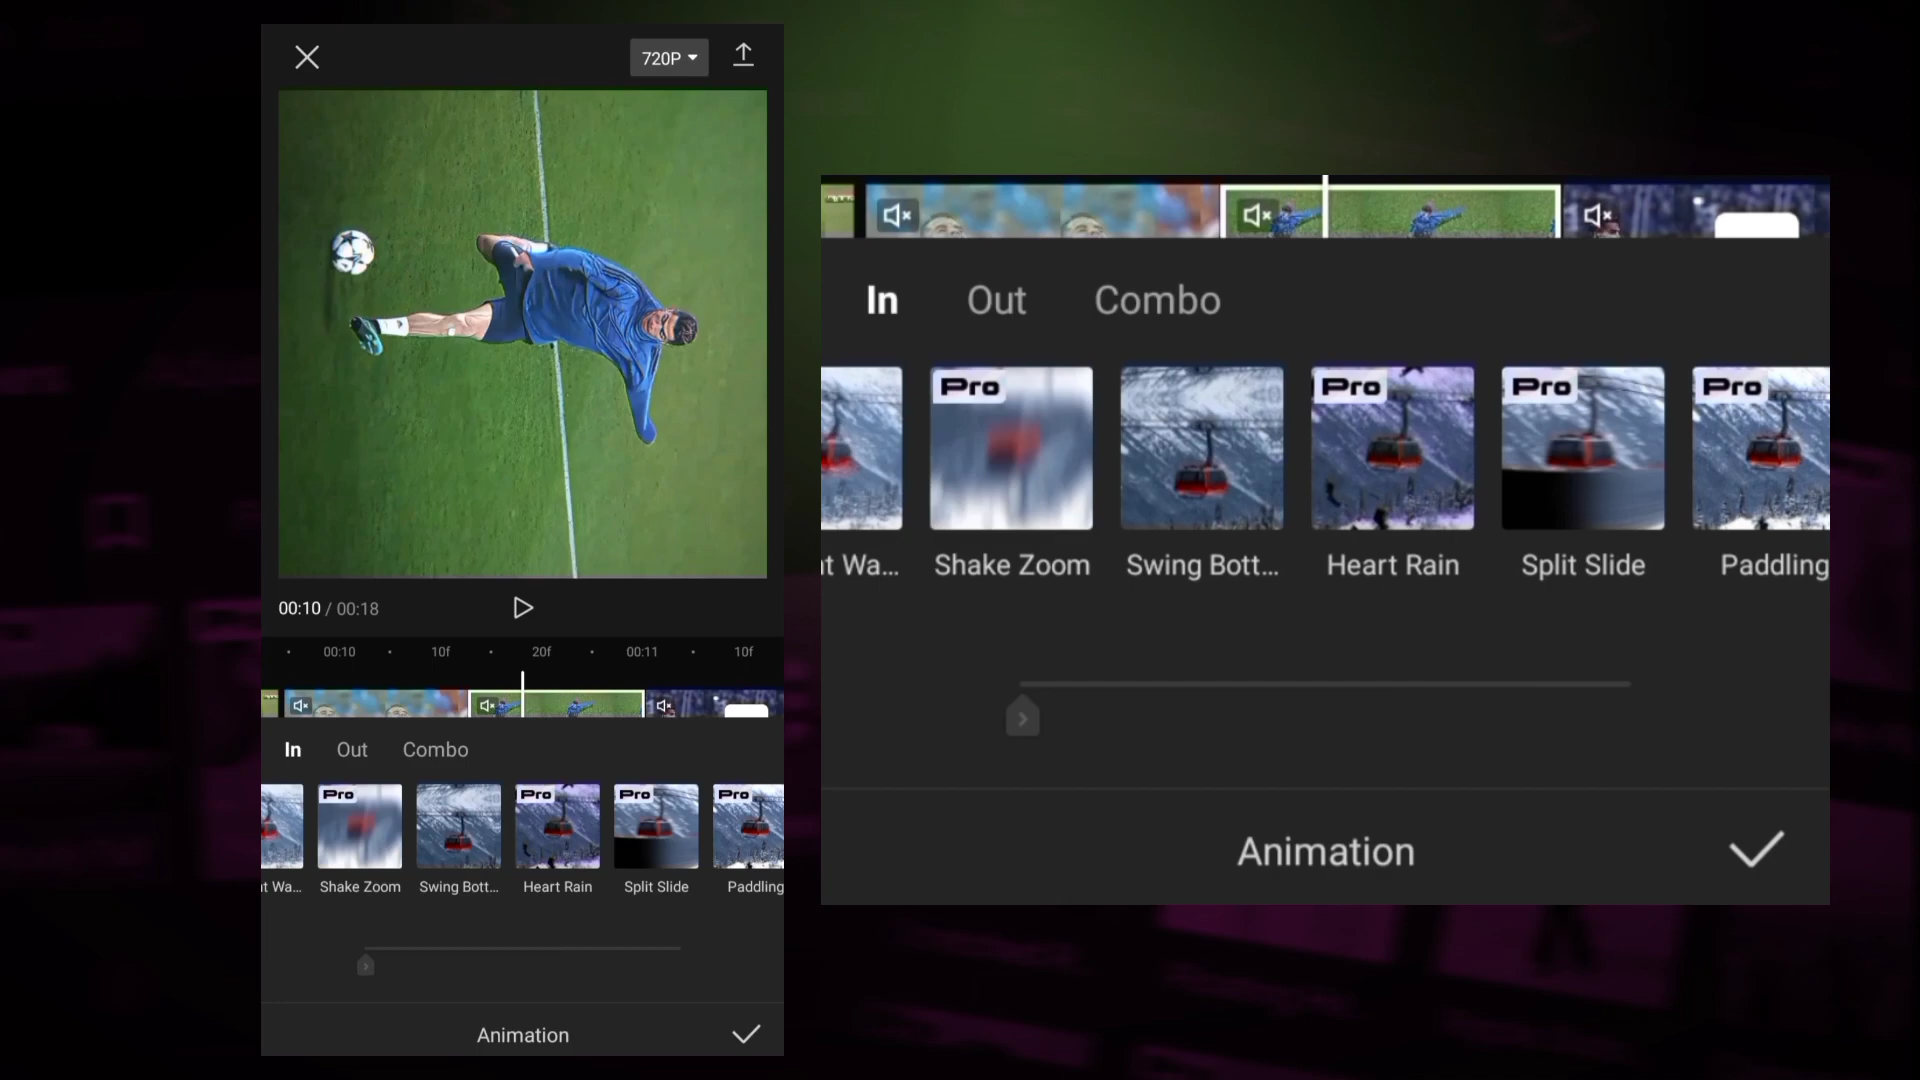 720P
00:10 / 00:18
00:10 10f 20f 00:11 10f
In Out Combo
Pro Pro Pro Pro
t Wa... Shake Zoom Swing Bott... Heart Rain Split Slide Paddling
Animation
In Out Combo
Pro Pro Pro Pro
t Wa... Shake Zoom Swing Bott... Heart Rain Split Slide Paddling
Animation